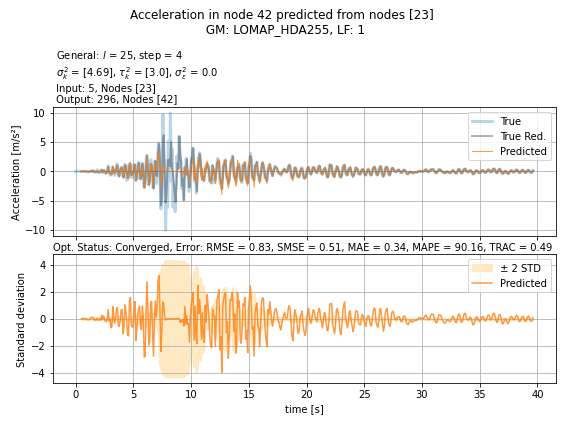 Acceleration in node 42 predicted from nodes [23]
GM: LOMAP_HDA255, LF: 1
General: l = 25, step = 4
σ²ₖ = [4.69], τ²ₖ = [3.0], σ²ε = 0.0
Input: 5, Nodes [23]
Output: 296, Nodes [42]
10
5
0
−5
−10
Acceleration [m/s²]
True
True Red.
Predicted
Opt. Status: Converged, Error: RMSE = 0.83, SMSE = 0.51, MAE = 0.34, MAPE = 90.16, TRAC = 0.49
4
2
0
−2
−4
Standard deviation
± 2 STD
Predicted
0 5 10 15 20 25 30 35 40
time [s]